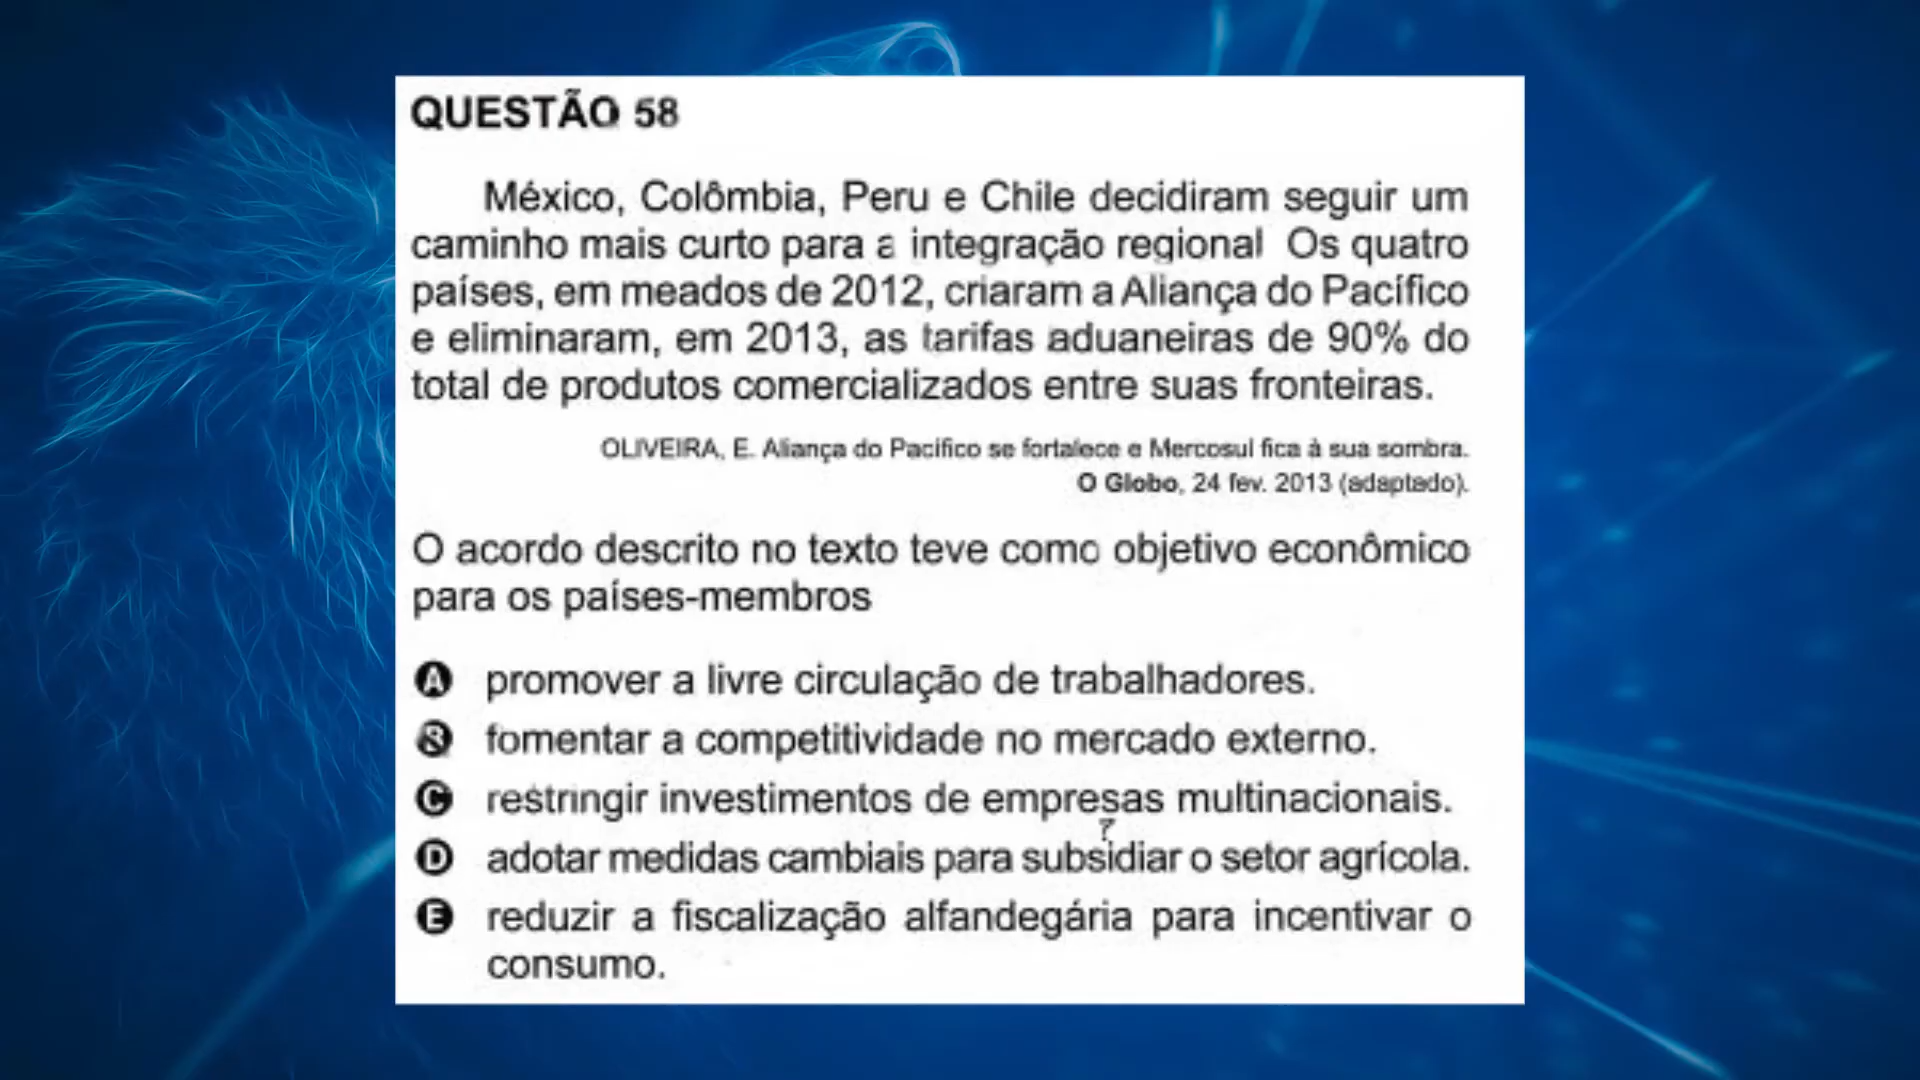 QUESTÃO 58
México, Colômbia, Peru e Chile decidiram seguir um
caminho mais curto para a integração regional Os quatro
países, em meados de 2012, criaram a Aliança do Pacífico
e eliminaram, em 2013, as tarifas aduaneiras de 90% do
total de produtos comercializados entre suas fronteiras.
OLIVEIRA, E. Aliança do Pacífico se fortalece e Mercosul fica à sua sombra.
O Globo, 24 fev. 2013 (adaptado).
O acordo descrito no texto teve como objetivo econômico
para os países-membros
A promover a livre circulação de trabalhadores.
B fomentar a competitividade no mercado externo.
C restringir investimentos de empresas multinacionais.
D adotar medidas cambiais para subsidiar o setor agrícola.
E reduzir a fiscalização alfandegária para incentivar o
consumo.